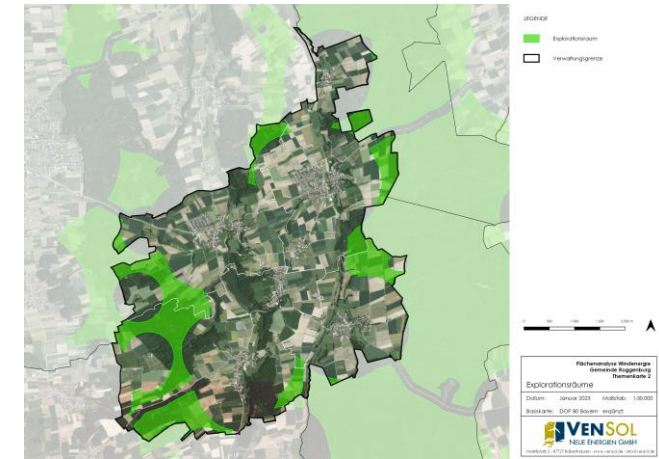 LEGENDE
Explorationsraum
Verwaltungsgrenze
Flächenanalyse Windenergie
Gemeinde Roggenburg
Themenkarte 2
Explorationsräume
Datum: Januar 2023 Maßstab: 1:30.000
Basiskarte: DOP 80 Bayern ergänzt
VENSOL
NEUE ENERGIEN GMBH